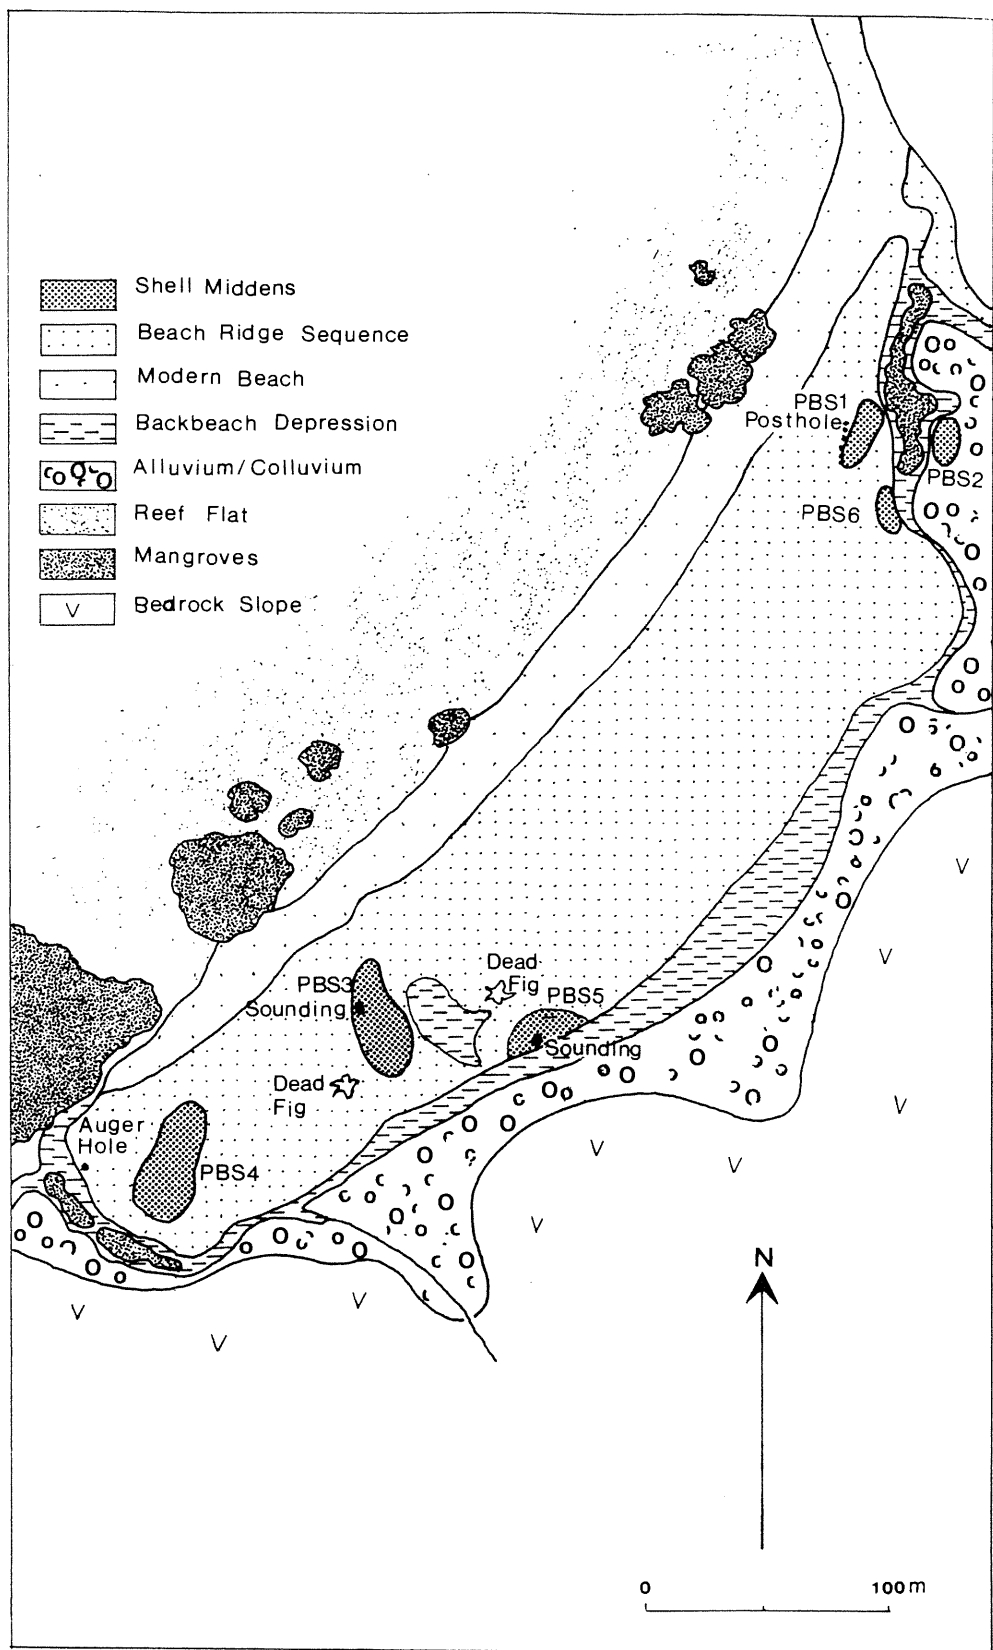 Shell Middens
Beach Ridge Sequence
Modern Beach
Backbeach Depression
Alluvium/Colluvium
Reef Flat
Mangroves
V
Bedrock Slope
PBS1
Posthole
PBS2
PBS6
V
V
Dead
Fig
PBS3
Sounding
PBS5
Sounding
Dead
Fig
V
Auger
Hole
V
V
PBS4
V
N
V
V
V
0
100m